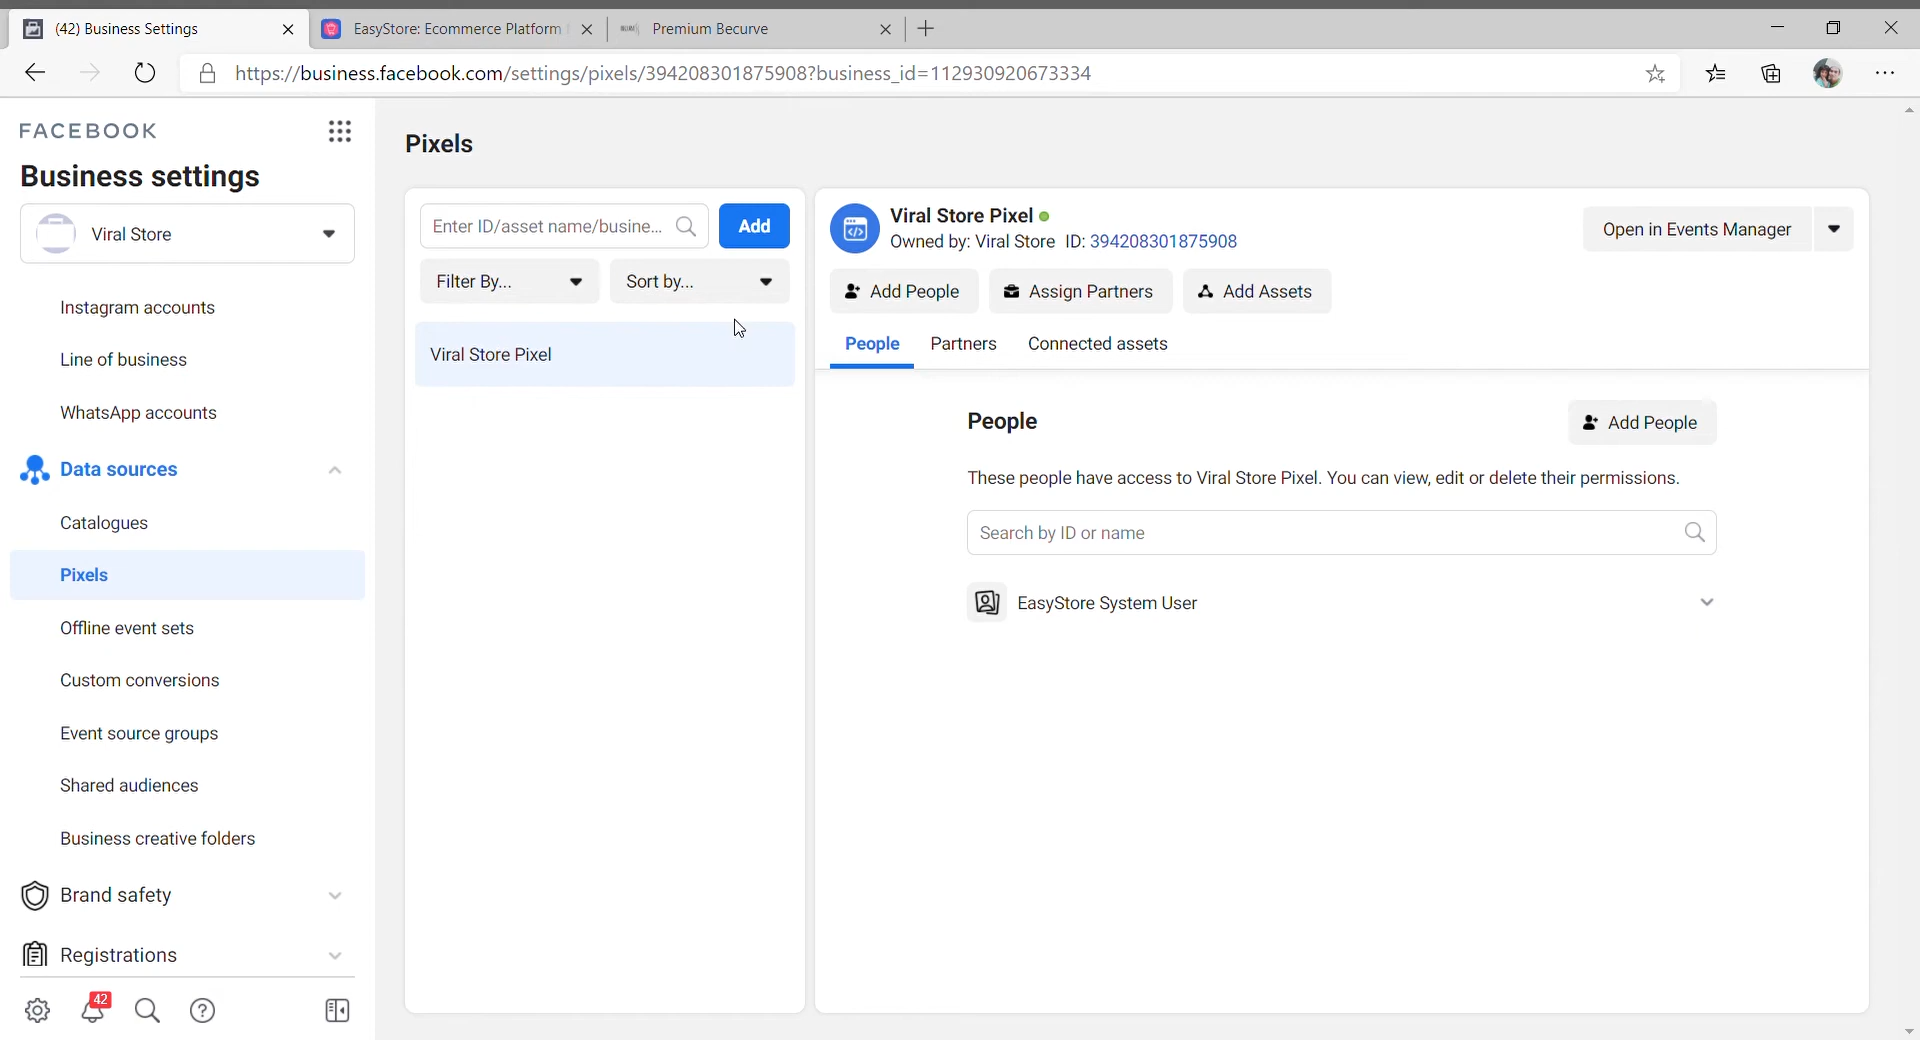 (42) Business Settings
EasyStore: Ecommerce Platform
Premium Becurve
https://business.facebook.com/settings/pixels/394208301875908?business_id=112930920673334
FACEBOOK
Business settings
Viral Store
Instagram accounts
Line of business
WhatsApp accounts
Data sources
Catalogues
Pixels
Offline event sets
Custom conversions
Event source groups
Shared audiences
Business creative folders
Brand safety
Registrations
42
Pixels
Enter ID/asset name/busine...
Add
Filter By...
Sort by...
Viral Store Pixel
Viral Store Pixel
Owned by: Viral Store ID: 394208301875908
Open in Events Manager
Add People
Assign Partners
Add Assets
People
Partners
Connected assets
People
Add People
These people have access to Viral Store Pixel. You can view, edit or delete their permissions.
Search by ID or name
EasyStore System User